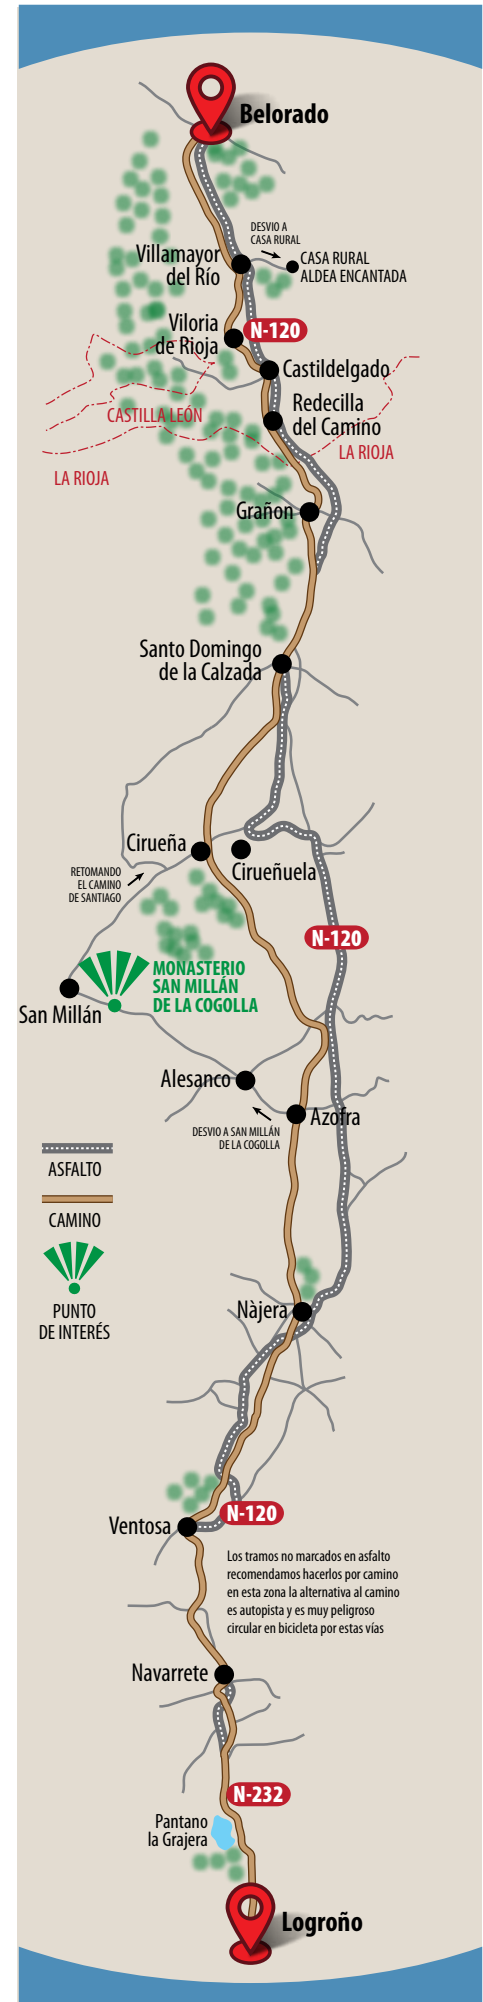 Belorado
DESVIO A
CASA RURAL
Villamayor
del Río
CASA RURAL
ALDEA ENCANTADA
Viloria
de Rioja
N-120
Castildelgado
Redecilla
del Camino
CASTILLA LEÓN
LA RIOJA
LA RIOJA
Grañon
Santo Domingo
de la Calzada
Cirueña
Cirueñuela
RETOMANDO
EL CAMINO
DE SANTIAGO
N-120
MONASTERIO
SAN MILLÁN
DE LA COGOLLA
San Millán
Alesanco
Azofra
DESVIO A SAN MILLÁN
DE LA COGOLLA
ASFALTO
CAMINO
PUNTO
DE INTERÉS
Nàjera
N-120
Ventosa
Los tramos no marcados en asfalto
recomendamos hacerlos por camino
en esta zona la alternativa al camino
es autopista y es muy peligroso
circular en bicicleta por estas vías
Navarrete
N-232
Pantano
la Grajera
Logroño